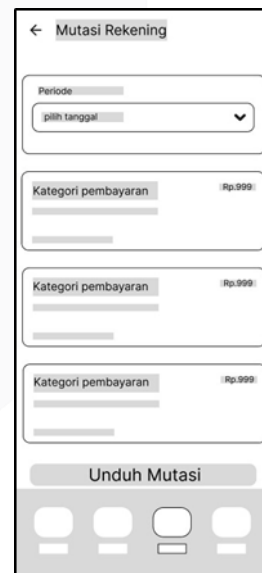 Mutasi Rekening
Periode
pilih tanggal
Kategori pembayaran Rp.999
Kategori pembayaran Rp.999
Kategori pembayaran Rp.999
Unduh Mutasi